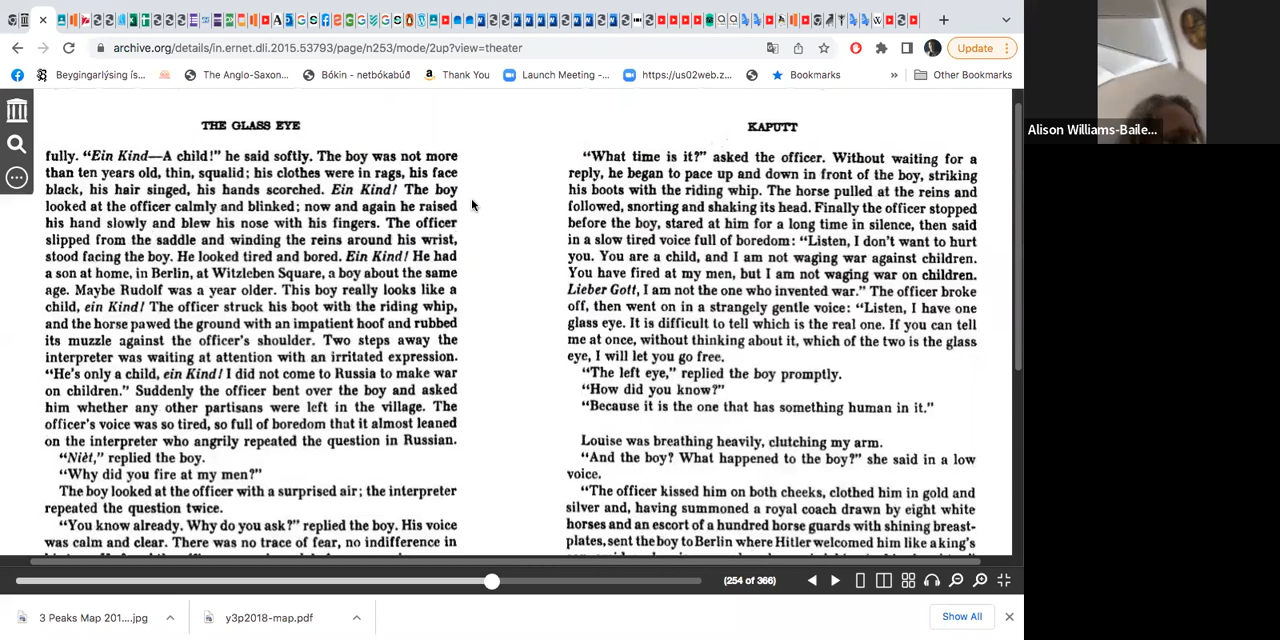 archive.org/details/in.ernet.dli.2015.53793/page/n253/mode/2up?view=theater
Update
Beygingarlýsing ís...
The Anglo-Saxon...
Bókin - netbókabúð
Thank You
Launch Meeting -...
https://us02web.z...
Bookmarks
»
Other Bookmarks
THE GLASS EYE
fully. “Ein Kind—A child!” he said softly. The boy was not more
than ten years old, thin, squalid; his clothes were in rags, his face
black, his hair singed, his hands scorched. Ein Kind! The boy
looked at the officer calmly and blinked; now and again he raised
his hand slowly and blew his nose with his fingers. The officer
slipped from the saddle and winding the reins around his wrist,
stood facing the boy. He looked tired and bored. Ein Kind! He had
a son at home, in Berlin, at Witzleben Square, a boy about the same
age. Maybe Rudolf was a year older. This boy really looks like a
child, ein Kind! The officer struck his boot with the riding whip,
and the horse pawed the ground with an impatient hoof and rubbed
its muzzle against the officer's shoulder. Two steps away the
interpreter was waiting at attention with an irritated expression.
“He's only a child, ein Kind! I did not come to Russia to make war
on children.” Suddenly the officer bent over the boy and asked
him whether any other partisans were left in the village. The
officer's voice was so tired, so full of boredom that it almost leaned
on the interpreter who angrily repeated the question in Russian.
“Nièt,” replied the boy.
“Why did you fire at my men?”
The boy looked at the officer with a surprised air; the interpreter
repeated the question twice.
“You know already. Why do you ask?” replied the boy. His voice
was calm and clear. There was no trace of fear, no indifference in
KAPUTT
“What time is it?” asked the officer. Without waiting for a
reply, he began to pace up and down in front of the boy, striking
his boots with the riding whip. The horse pulled at the reins and
followed, snorting and shaking its head. Finally the officer stopped
before the boy, stared at him for a long time in silence, then said
in a slow tired voice full of boredom: “Listen, I don't want to hurt
you. You are a child, and I am not waging war against children.
You have fired at my men, but I am not waging war on children.
Lieber Gott, I am not the one who invented war.” The officer broke
off, then went on in a strangely gentle voice: “Listen, I have one
glass eye. It is difficult to tell which is the real one. If you can tell
me at once, without thinking about it, which of the two is the glass
eye, I will let you go free.
“The left eye,” replied the boy promptly.
“How did you know?”
“Because it is the one that has something human in it.”
Louise was breathing heavily, clutching my arm.
“And the boy? What happened to the boy?” she said in a low
voice.
“The officer kissed him on both cheeks, clothed him in gold and
silver and, having summoned a royal coach drawn by eight white
horses and an escort of a hundred horse guards with shining breast-
plates, sent the boy to Berlin where Hitler welcomed him like a king's
(254 of 366)
3 Peaks Map 201....jpg
y3p2018-map.pdf
Show All
Alison Williams-Baile...